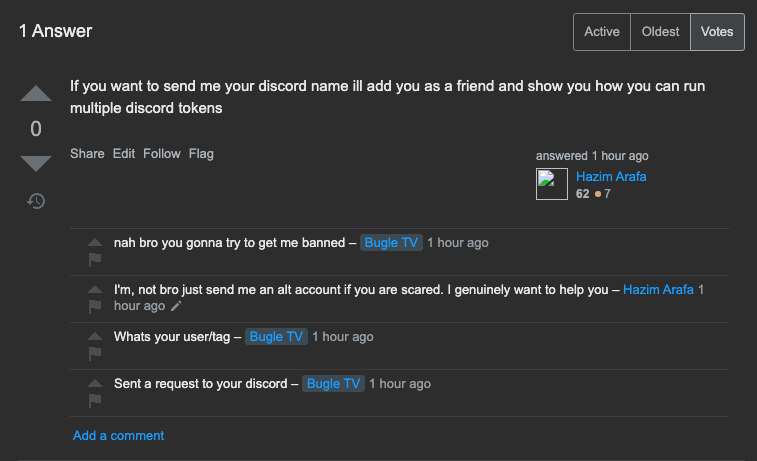 1 Answer
Active Oldest Votes
If you want to send me your discord name ill add you as a friend and show you how you can run
multiple discord tokens
0
Share Edit Follow Flag
answered 1 hour ago
Hazim Arafa
62 ● 7
nah bro you gonna try to get me banned – Bugle TV 1 hour ago
I'm, not bro just send me an alt account if you are scared. I genuinely want to help you – Hazim Arafa 1
hour ago
Whats your user/tag – Bugle TV 1 hour ago
Sent a request to your discord – Bugle TV 1 hour ago
Add a comment